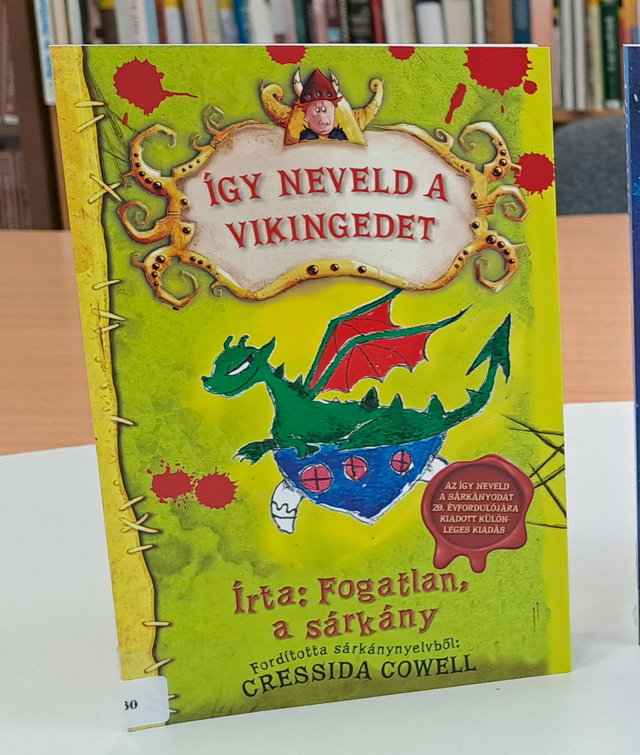 ÍGY NEVELD A
VIKINGEDET
AZ ÍGY NEVELD
A SÁRKÁNYODAT
20. ÉVFORDULÓJÁRA
KIADOTT KÜLÖN-
LEGES KIADÁS
Írta: Fogatlan,
a sárkány
Fordította sárkánynyelvből:
CRESSIDA COWELL
30